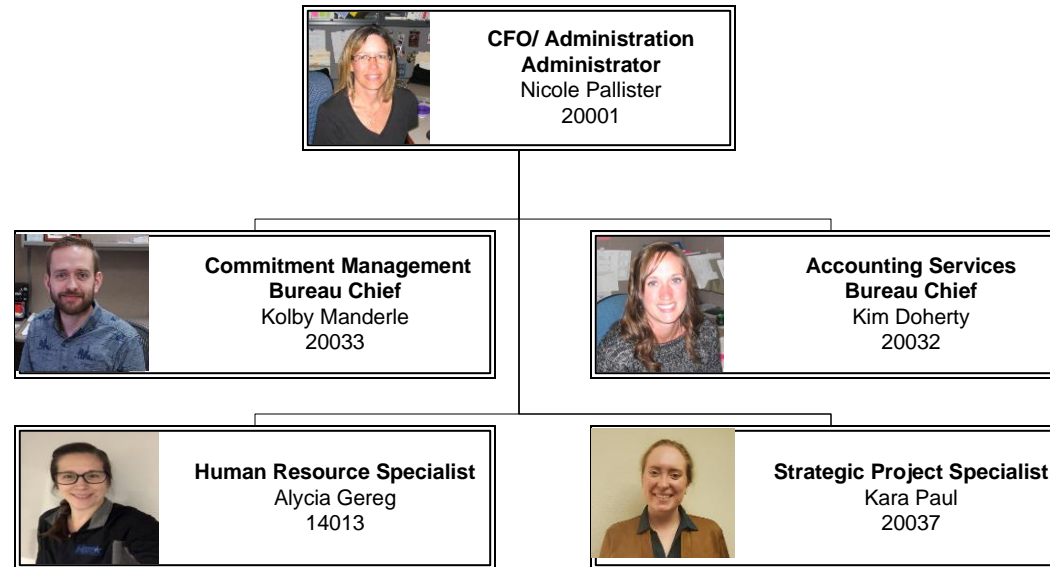 CFO/ Administration
Administrator
Nicole Pallister
20001
Commitment Management
Bureau Chief
Kolby Manderle
20033
Accounting Services
Bureau Chief
Kim Doherty
20032
Human Resource Specialist
Alycia Gereg
14013
Strategic Project Specialist
Kara Paul
20037